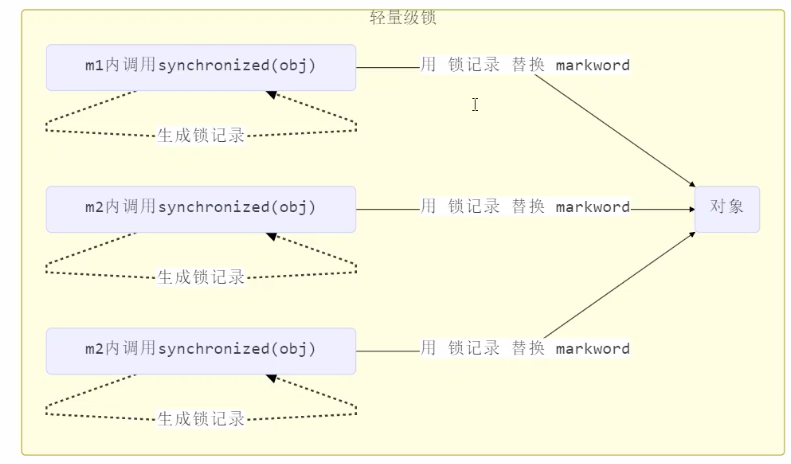 轻量级锁
m1内调用synchronized(obj)
用 锁记录 替换 markword
生成锁记录
m2内调用synchronized(obj)
用 锁记录 替换 markword
对象
生成锁记录
m2内调用synchronized(obj)
用 锁记录 替换 markword
生成锁记录